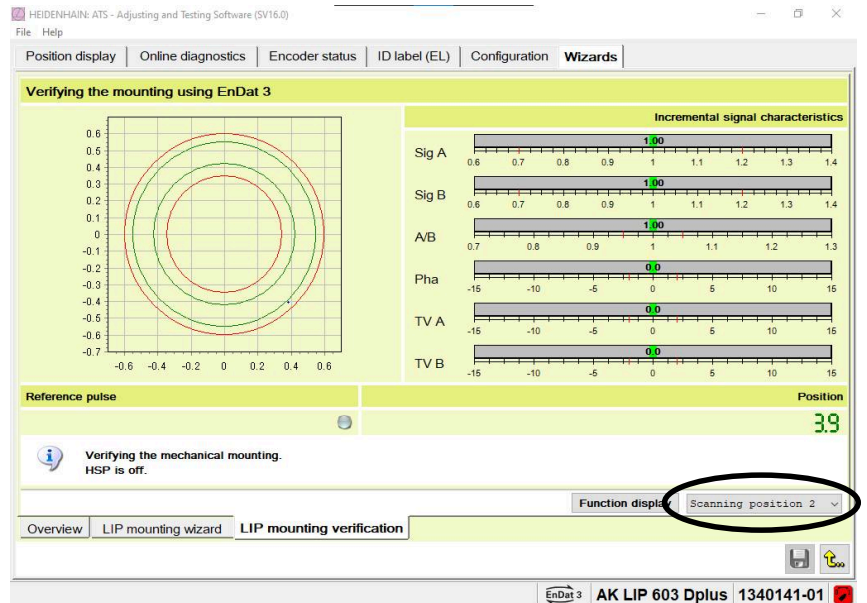 HEIDENHAIN: ATS - Adjusting and Testing Software (SV16.0)
File Help
Position display Online diagnostics Encoder status ID label (EL) Configuration Wizards
Verifying the mounting using EnDat 3
Incremental signal characteristics
0.6
0.5
0.4
0.3
0.2
0.1
0
-0.1
-0.2
-0.3
-0.4
-0.5
-0.6
-0.7
-0.6 -0.4 -0.2 0 0.2 0.4 0.6
Sig A
1.00
0.6 0.7 0.8 0.9 1 1.1 1.2 1.3 1.4
Sig B
1.00
0.6 0.7 0.8 0.9 1 1.1 1.2 1.3 1.4
A/B
1.00
0.7 0.8 0.9 1 1.1 1.2 1.3
Pha
0.0
-15 -10 -5 0 5 10 15
TV A
0.0
-15 -10 -5 0 5 10 15
TV B
0.0
-15 -10 -5 0 5 10 15
Reference pulse
Position
3.9
Verifying the mechanical mounting.
HSP is off.
Function display Scanning position 2
Overview LIP mounting wizard LIP mounting verification
EnDat 3 AK LIP 603 Dplus 1340141-01